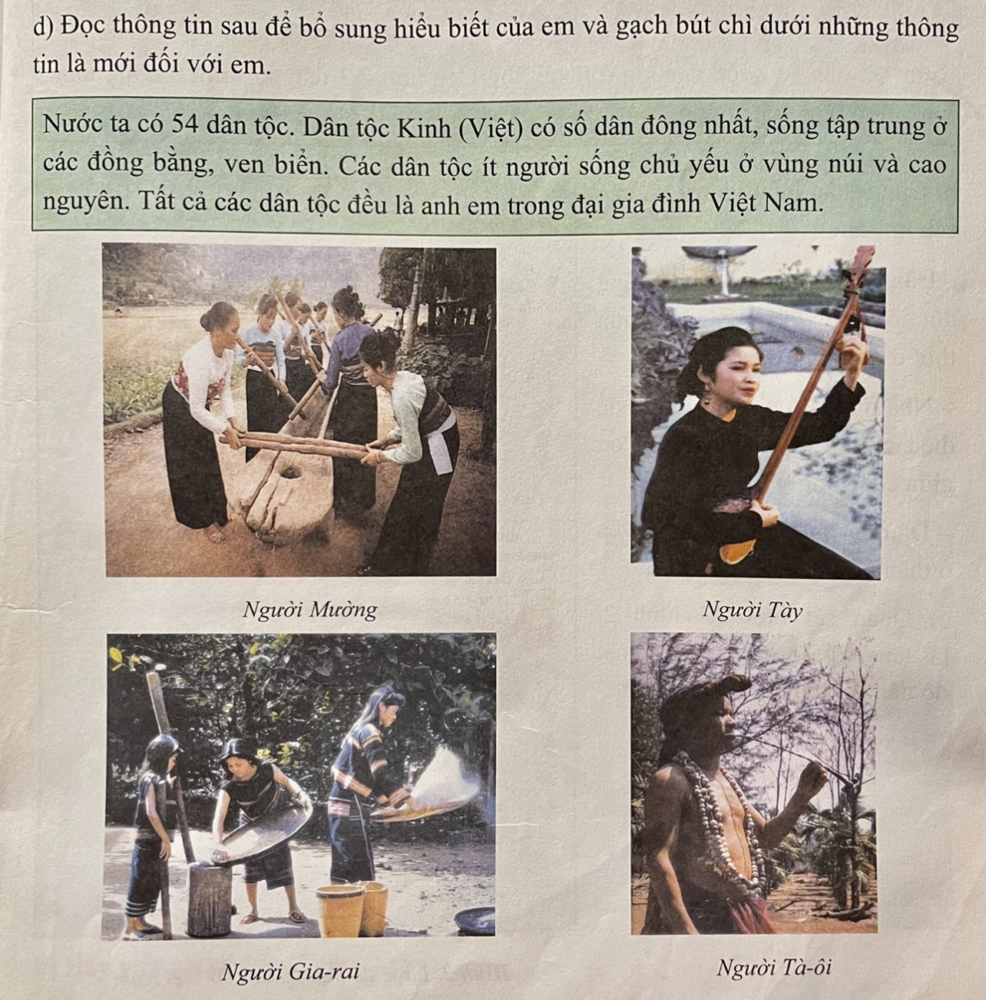 d) Đọc thông tin sau để bổ sung hiểu biết của em và gạch bút chì dưới những thông
tin là mới đối với em.
Nước ta có 54 dân tộc. Dân tộc Kinh (Việt) có số dân đông nhất, sống tập trung ở
các đồng bằng, ven biển. Các dân tộc ít người sống chủ yếu ở vùng núi và cao
nguyên. Tất cả các dân tộc đều là anh em trong đại gia đình Việt Nam.
Người Mường
Người Tày
Người Gia-rai
Người Tà-ôi